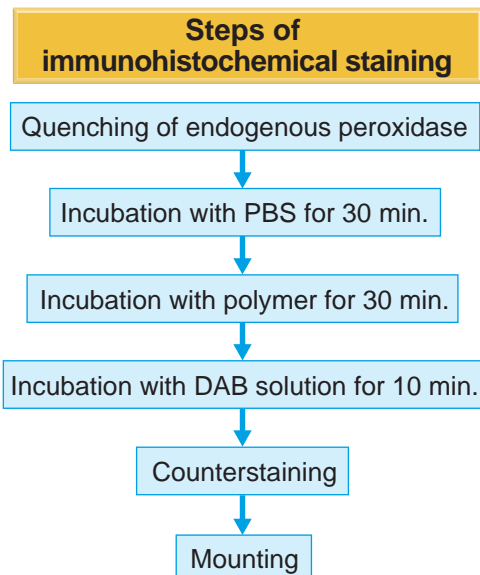 Steps of
immunohistochemical staining
Quenching of endogenous peroxidase
Incubation with PBS for 30 min.
Incubation with polymer for 30 min.
Incubation with DAB solution for 10 min.
Counterstaining
Mounting